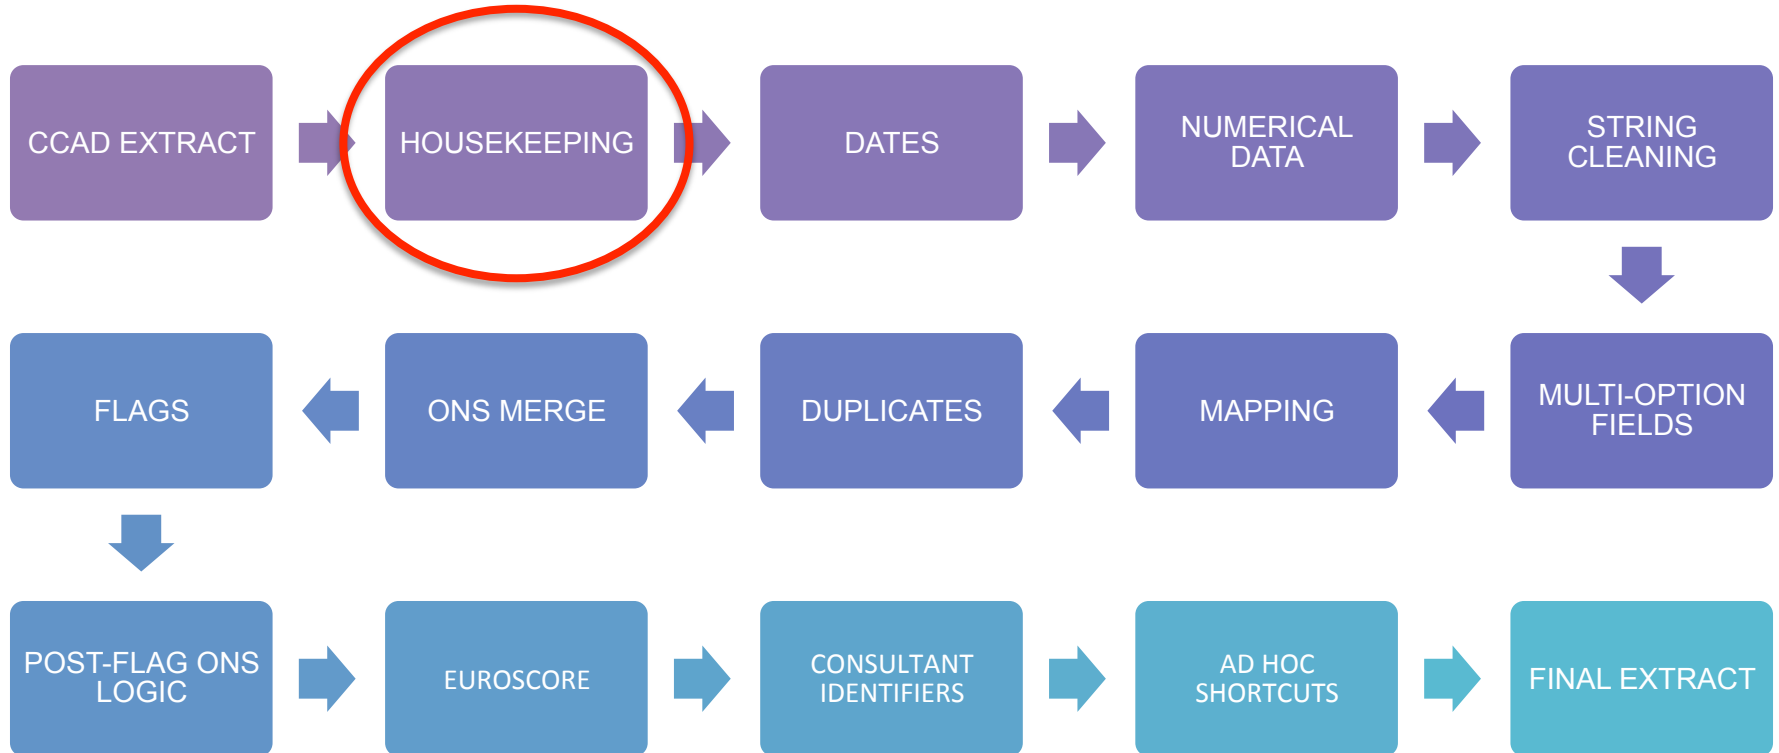 CCAD EXTRACT
HOUSEKEEPING
DATES
NUMERICAL
DATA
STRING
CLEANING
MULTI-OPTION
FIELDS
MAPPING
DUPLICATES
ONS MERGE
FLAGS
POST-FLAG ONS
LOGIC
EUROSCORE
CONSULTANT
IDENTIFIERS
AD HOC
SHORTCUTS
FINAL EXTRACT